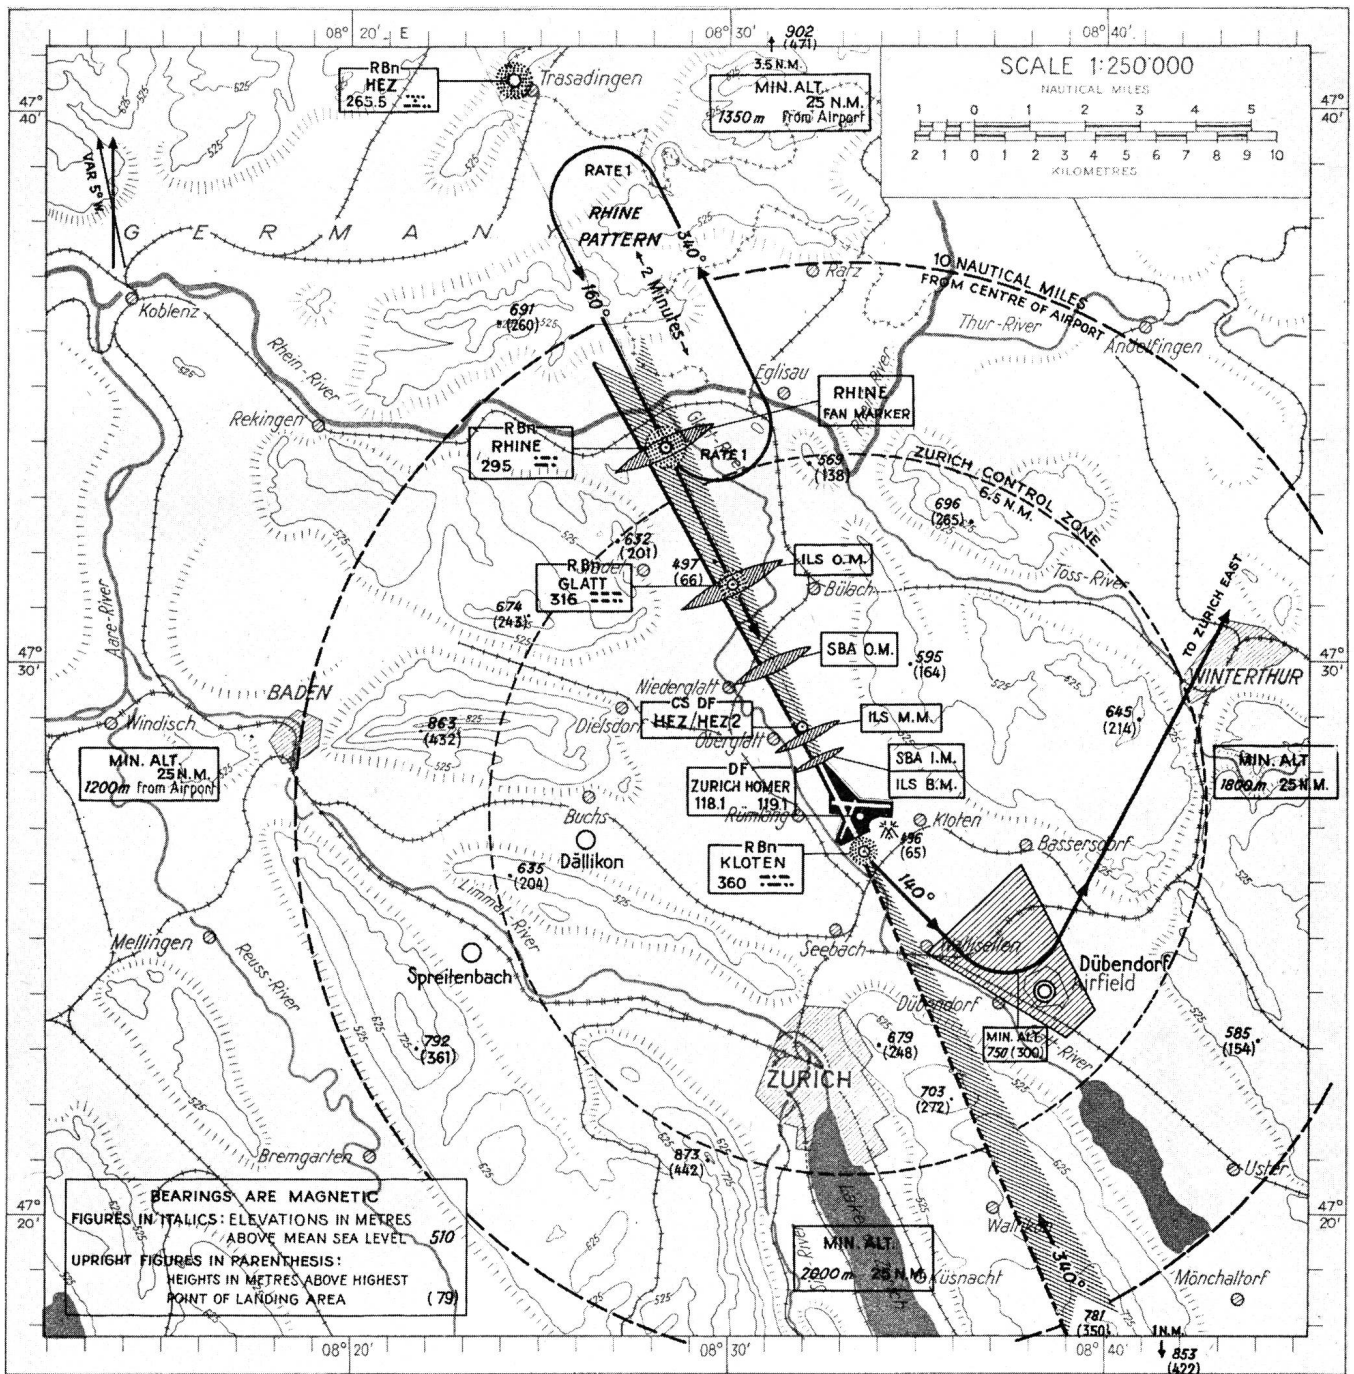 08° 20' E
08° 30'
902
(471)
3.5 N.M.
08° 40'
RBn
HEZ
265.5
Trasadingen
MIN. ALT.
25 N.M.
1350 m from Airport
SCALE 1:250'000
NAUTICAL MILES
1 0 1 2 3 4 5
2 1 0 1 2 3 4 5 6 7 8 9 10
KILOMETRES
47°
40'
47°
40'
VAR 5° W
GERMANY
RATE 1
RHINE
PATTERN
340°
2 Minutes
160°
Rafz
10 NAUTICAL MILES
FROM CENTRE OF AIRPORT
Koblenz
691
(260)
Thur-River
Andelfingen
Rhein-River
Eglisau
RHINE
FAN MARKER
Rekingen
RBn
RHINE
295
RATE 1
569
(138)
ZURICH CONTROL ZONE
6.5 N.M.
696
(265)
632
(201)
497
(66)
ILS O.M.
RBn
GLATT
316
Bülach
Töss-River
674
(243)
Aare-River
TO ZURICH EAST
47°
30'
SBA O.M.
595
(164)
47°
30'
BADEN
Niederglatt
WINTERTHUR
Windisch
863
(432)
Dielsdorf
CS DF
HEZ/HEZ 2
ILS M.M.
645
(214)
Oberglatt
MIN. ALT.
25 N.M.
1200m from Airport
DF
ZURICH HOMER
118.1 119.1
SBA I.M.
ILS B.M.
MIN. ALT
1800m 25 N.M.
Buchs
Rümlang
Kloten
Dällikon
496
(65)
Bassersdorf
RBn
KLOTEN
360
635
(204)
Limmat-River
140°
Mellingen
Reuss-River
Seebach
Wallisellen
Spreitenbach
Dübendorf
Airfield
Dübendorf
792
(361)
679
(248)
MIN. ALT.
750 (300)
585
(154)
ZURICH
703
(272)
Bremgarten
873
(442)
Uster
BEARINGS ARE MAGNETIC
FIGURES IN ITALICS: ELEVATIONS IN METRES
ABOVE MEAN SEA LEVEL 510
UPRIGHT FIGURES IN PARENTHESIS:
HEIGHTS IN METRES ABOVE HIGHEST
POINT OF LANDING AREA (79)
47°
20'
47°
20'
Lake
MIN. ALT.
2000 m 25 N.M.
Küsnacht
340°
Mönchaltorf
781
(350)
1 N.M.
853
(422)
08° 20'
08° 30'
08° 40'